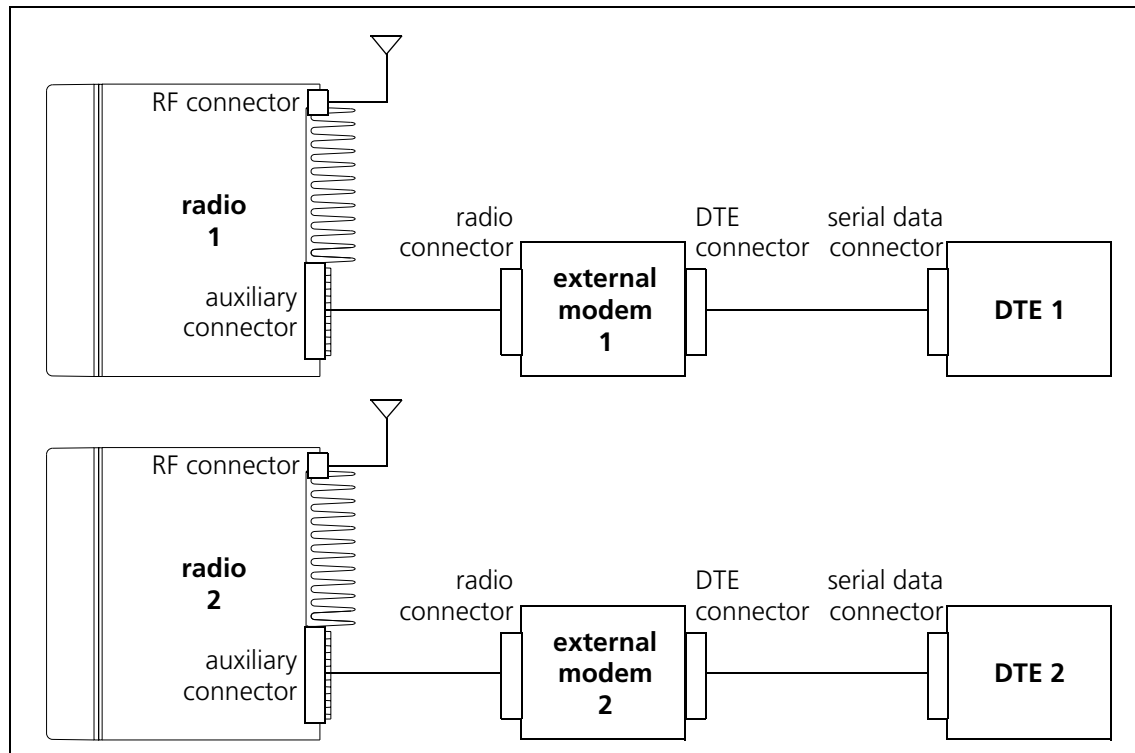 RF connector
radio
1
auxiliary
connector
radio
connector
external
modem
1
DTE
connector
serial data
connector
DTE 1
RF connector
radio
2
auxiliary
connector
radio
connector
external
modem
2
DTE
connector
serial data
connector
DTE 2